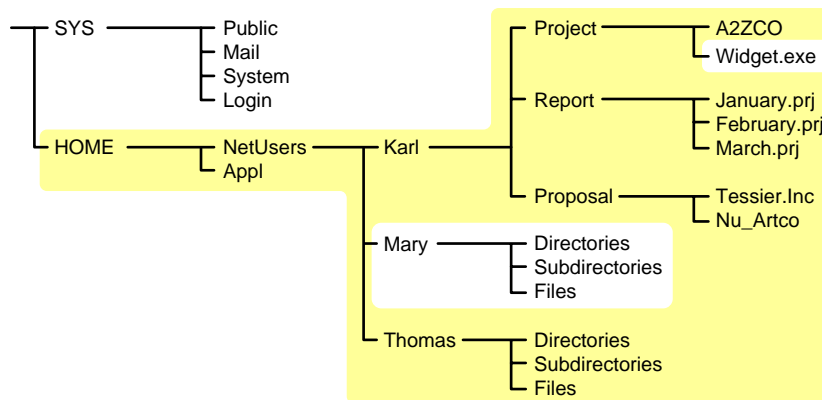 SYS Public Project A2ZCO
Mail Widget.exe
System
Login Report January.prj
February.prj
HOME NetUsers Karl March.prj
Appl
Proposal Tessier.Inc
Nu_Artco
Mary Directories
Subdirectories
Files
Thomas Directories
Subdirectories
Files